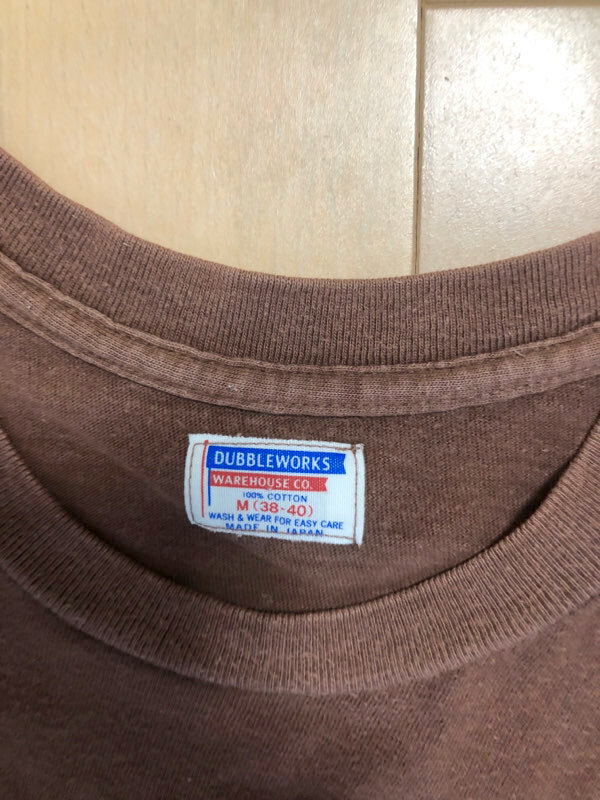 DUBBLEWORKS
WAREHOUSE CO.
100% COTTON
M (38-40)
WASH & WEAR FOR EASY CARE
MADE IN JAPAN